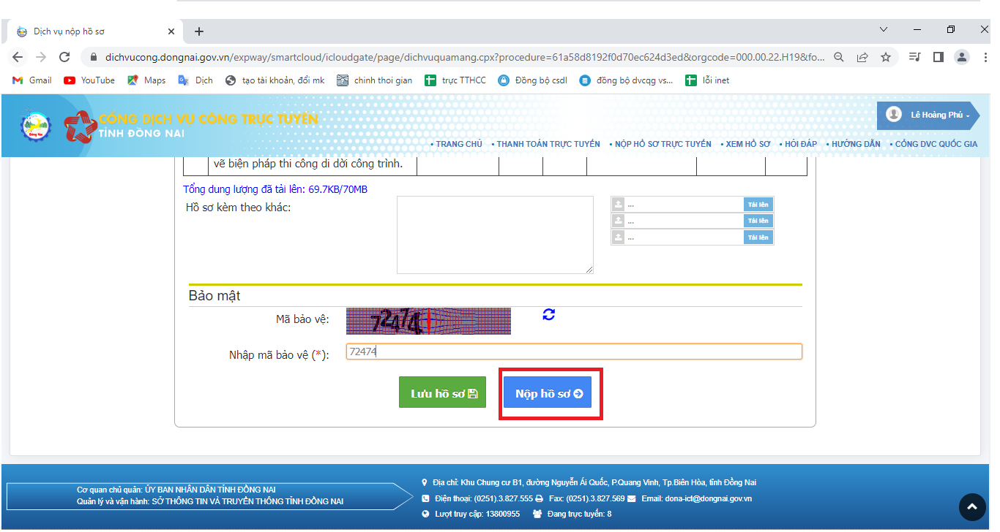 Dịch vụ nộp hồ sơ
dichvucong.dongnai.gov.vn/expway/smartcloud/icloudgate/page/dichvuquamang.cpx?procedure=61a58d8192f0d70ec624d3ed&orgcode=000.00.22.H19&fo...
Gmail YouTube Maps Dịch tạo tài khoản, đổi mk chinh thoi gian trực TTHCC Đồng bộ csdl đồng bộ dvcqg vs... lỗi inet
CỔNG DỊCH VỤ CÔNG TRỰC TUYẾN
TỈNH ĐỒNG NAI
Lê Hoàng Phú
• TRANG CHỦ • THANH TOÁN TRỰC TUYẾN • NỘP HỒ SƠ TRỰC TUYẾN • XEM HỒ SƠ • HỎI ĐÁP • HƯỚNG DẪN • CỔNG DVC QUỐC GIA
vẽ biện pháp thi công di dời công trình.
Tổng dung lượng đã tải lên: 69.7KB/70MB
Hồ sơ kèm theo khác:
... Tải lên
... Tải lên
... Tải lên
Bảo mật
Mã bảo vệ: 72474
Nhập mã bảo vệ (*): 72474
Lưu hồ sơ Nộp hồ sơ
Cơ quan chủ quản: ỦY BAN NHÂN DÂN TỈNH ĐỒNG NAI
Quản lý và vận hành: SỞ THÔNG TIN VÀ TRUYỀN THÔNG TỈNH ĐỒNG NAI
Địa chỉ: Khu Chung cư B1, đường Nguyễn Ái Quốc, P.Quang Vinh, Tp.Biên Hòa, tỉnh Đồng Nai
Điện thoại: (0251).3.827.555 Fax: (0251).3.827.569 Email: dona-ict@dongnai.gov.vn
Lượt truy cập: 13800955 Đang trực tuyến: 8